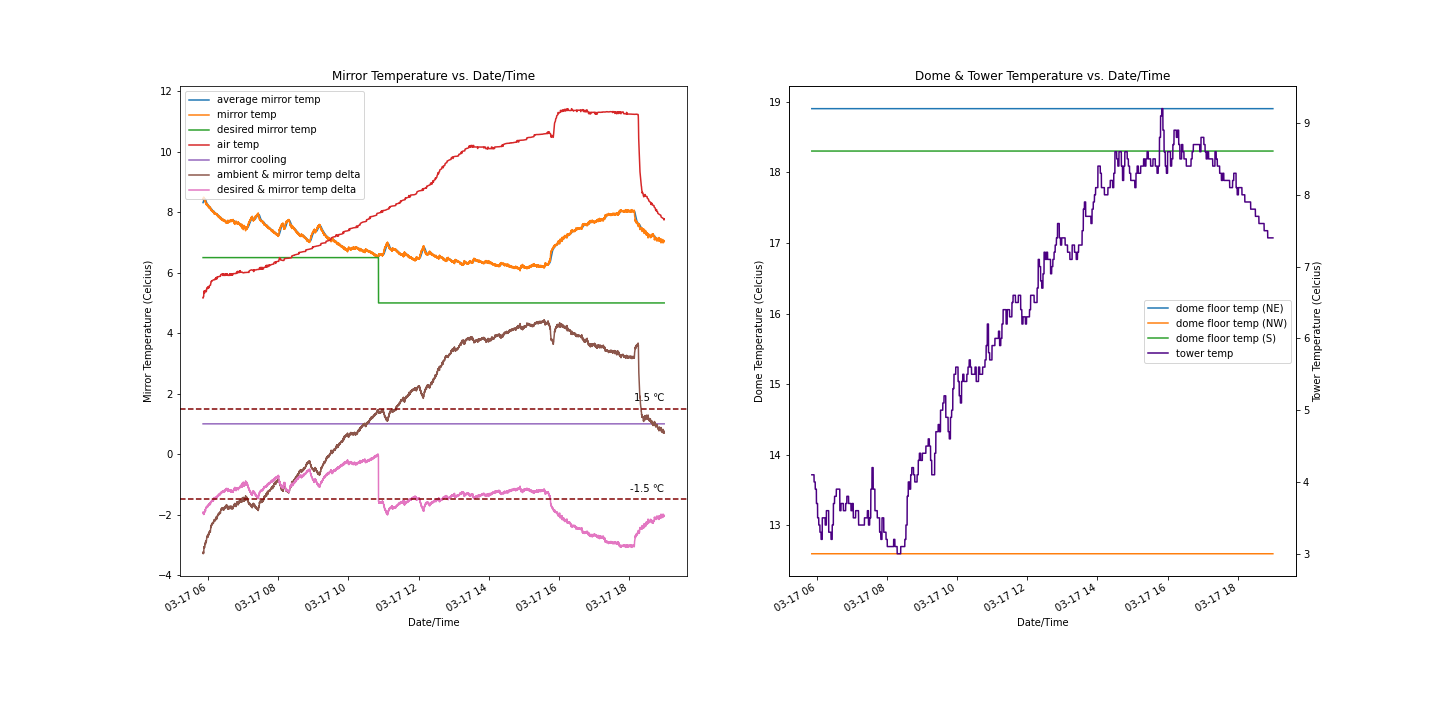 Mirror Temperature vs. Date/Time
12
10
8
6
4
2
0
−2
−4
Mirror Temperature (Celcius)
average mirror temp
mirror temp
desired mirror temp
air temp
mirror cooling
ambient & mirror temp delta
desired & mirror temp delta
1.5 °C
-1.5 °C
03-17 06
03-17 08
03-17 10
03-17 12
03-17 14
03-17 16
03-17 18
Date/Time
Dome & Tower Temperature vs. Date/Time
19
18
17
16
15
14
13
Dome Temperature (Celsius)
dome floor temp (NE)
dome floor temp (NW)
dome floor temp (S)
tower temp
9
8
7
6
5
4
3
Tower Temperature (Celcius)
03-17 06
03-17 08
03-17 10
03-17 12
03-17 14
03-17 16
03-17 18
Date/Time